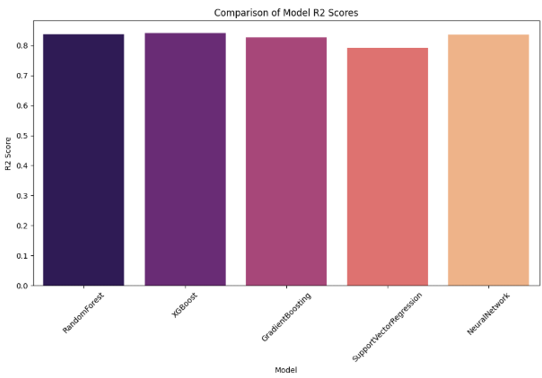 Comparison of Model R2 Scores
R2 Score
0.8
0.7
0.6
0.5
0.4
0.3
0.2
0.1
0.0
RandomForest
XGBoost
GradientBoosting
SupportVectorRegression
NeuralNetwork
Model